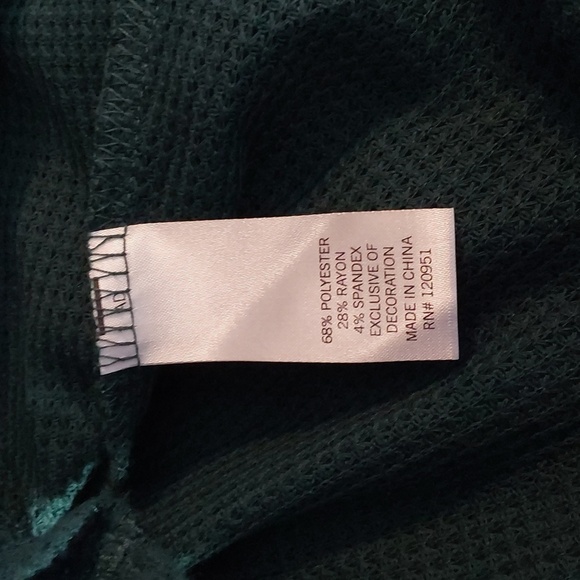 68% POLYESTER
28% RAYON
4% SPANDEX
EXCLUSIVE OF
DECORATION
MADE IN CHINA
RN# 120951